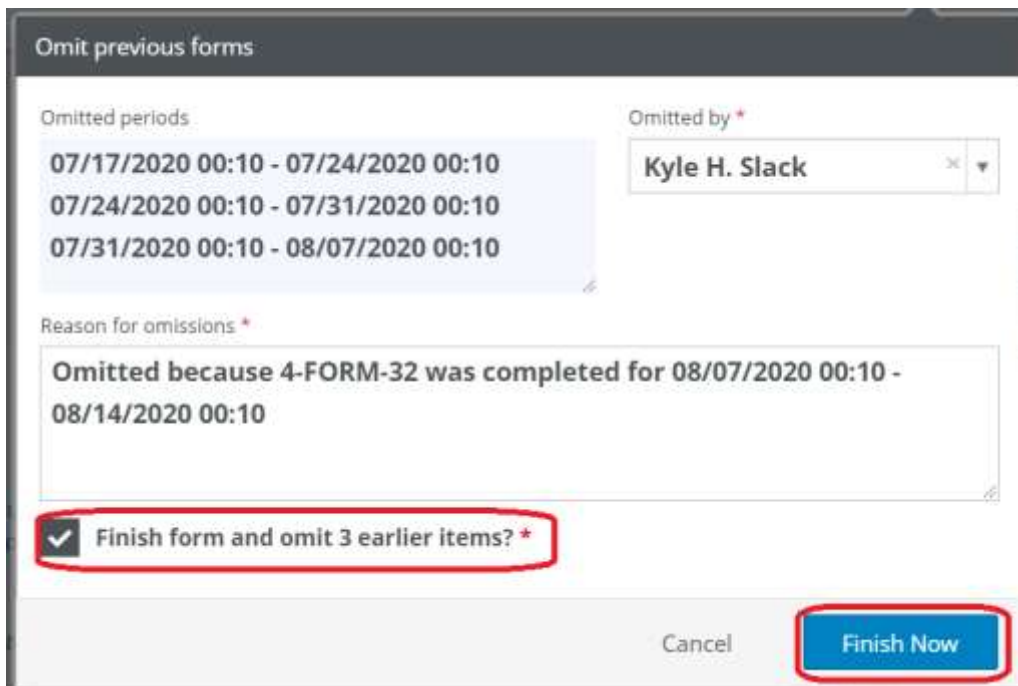 Omit previous forms
Omitted periods
Omitted by *
07/17/2020 00:10 - 07/24/2020 00:10
07/24/2020 00:10 - 07/31/2020 00:10
07/31/2020 00:10 - 08/07/2020 00:10
Kyle H. Slack
Reason for omissions *
Omitted because 4-FORM-32 was completed for 08/07/2020 00:10 -
08/14/2020 00:10
Finish form and omit 3 earlier items? *
Cancel
Finish Now